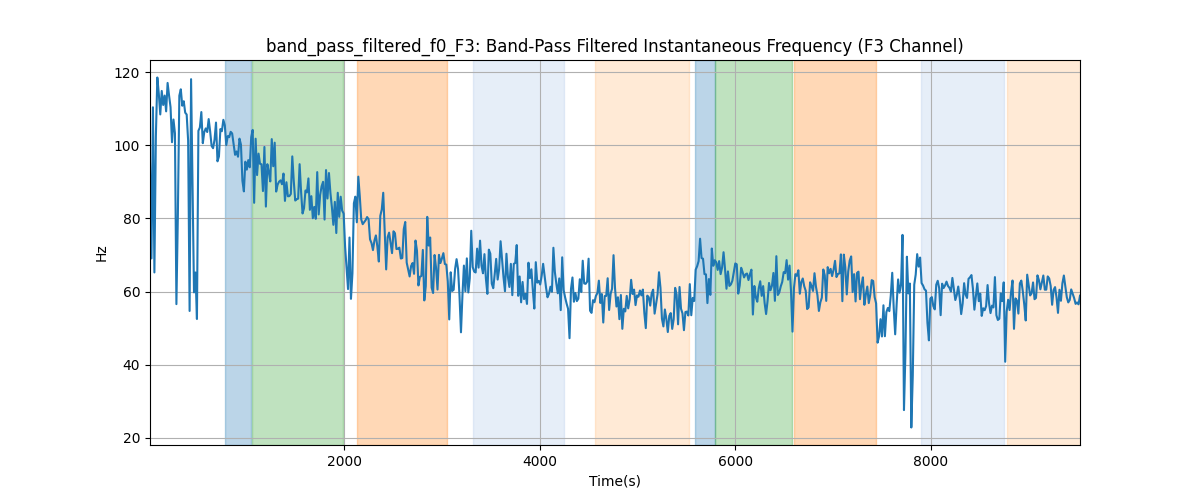 band_pass_filtered_f0_F3: Band-Pass Filtered Instantaneous Frequency (F3 Channel)
120
100
80
60
40
20
Hz
2000 4000 6000 8000
Time(s)